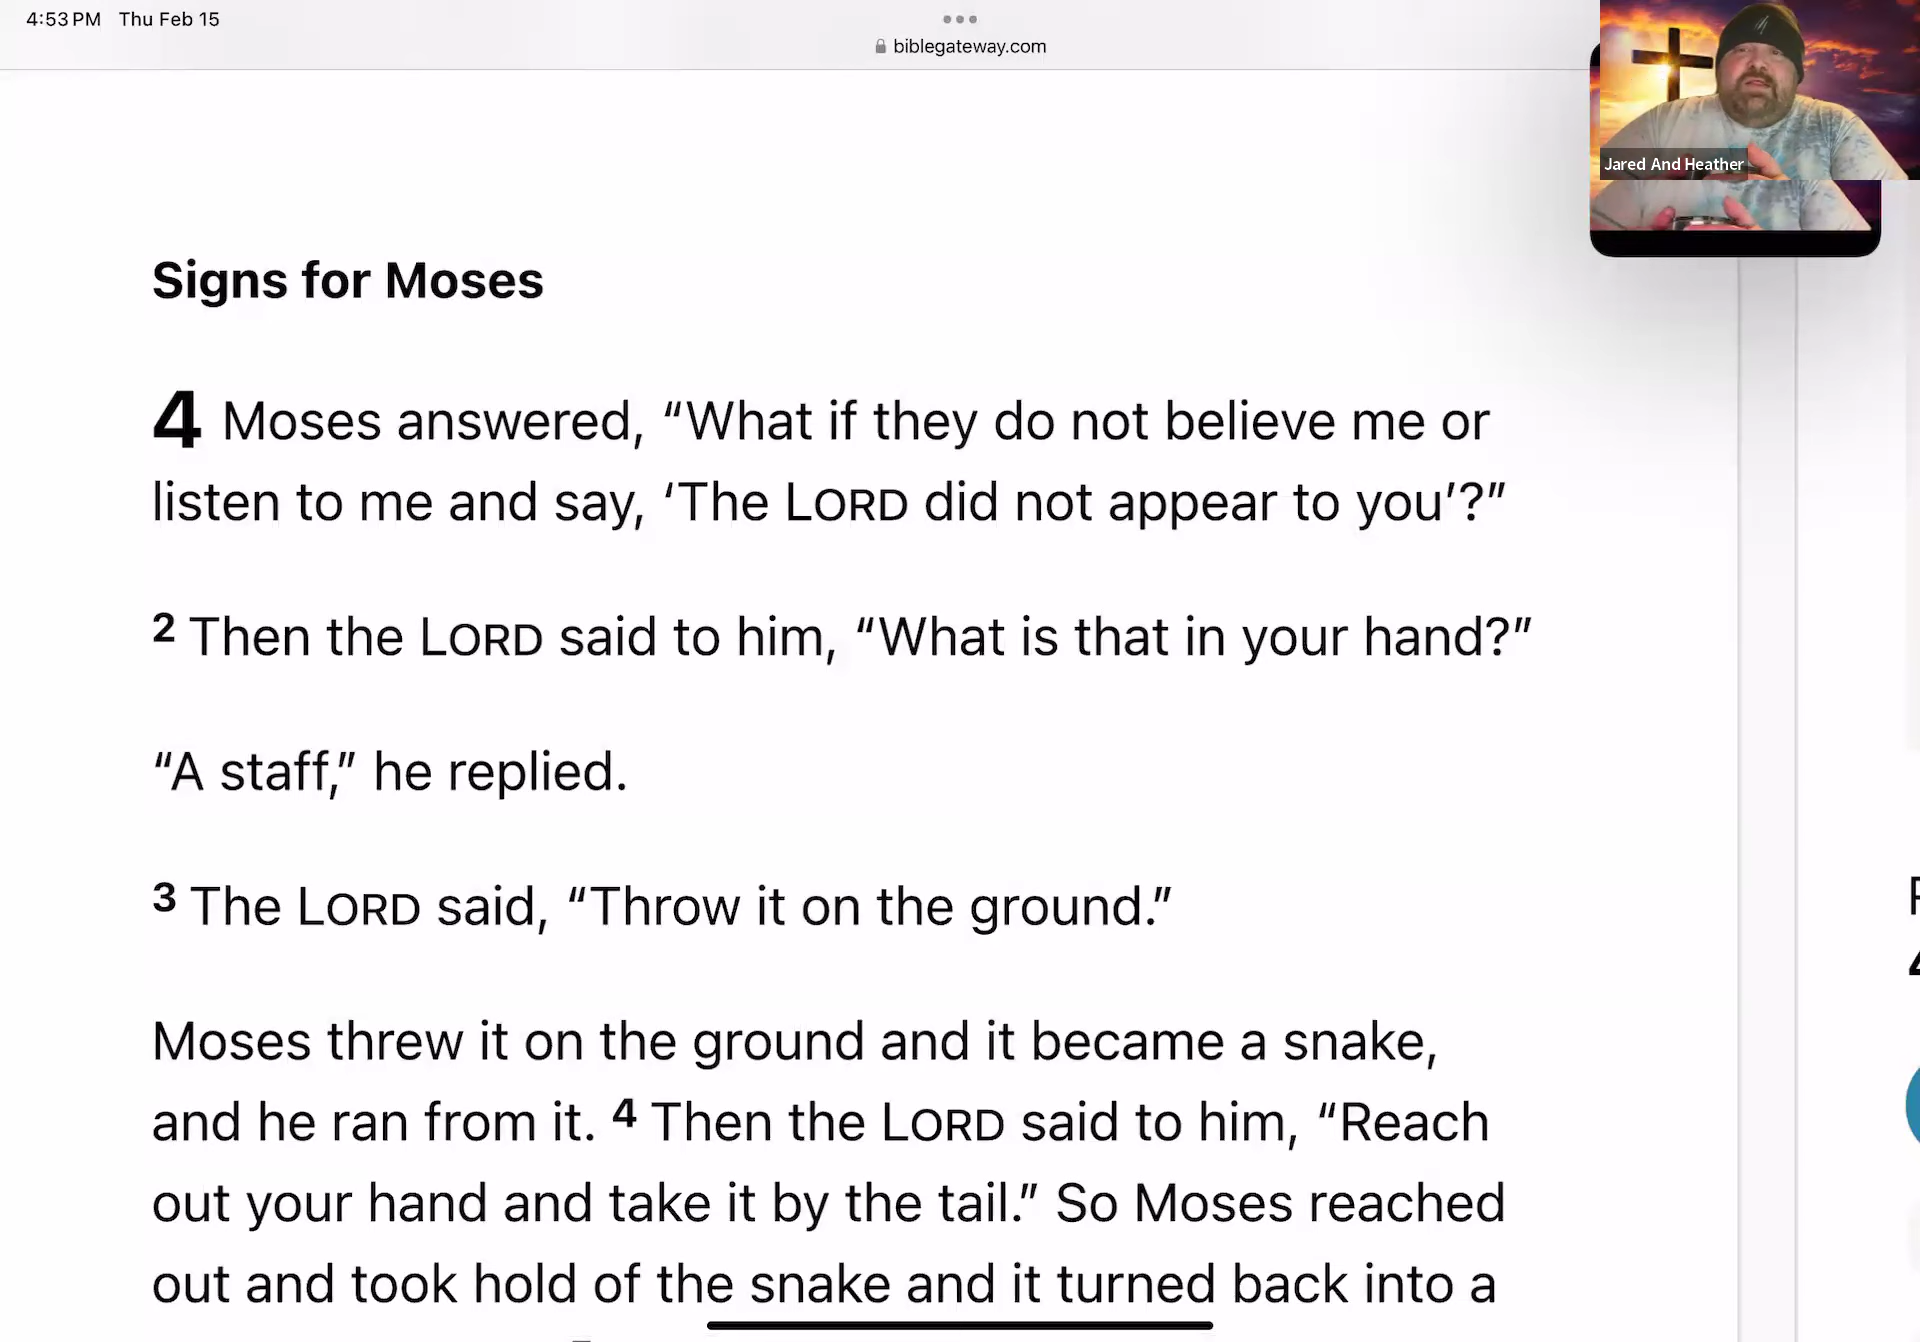 4:53 PM Thu Feb 15
biblegateway.com
Jared And Heather
Signs for Moses
4 Moses answered, “What if they do not believe me or
listen to me and say, ‘The LORD did not appear to you’?”
2 Then the LORD said to him, “What is that in your hand?”
“A staff,” he replied.
3 The LORD said, “Throw it on the ground.”
Moses threw it on the ground and it became a snake,
and he ran from it. 4 Then the LORD said to him, “Reach
out your hand and take it by the tail.” So Moses reached
out and took hold of the snake and it turned back into a